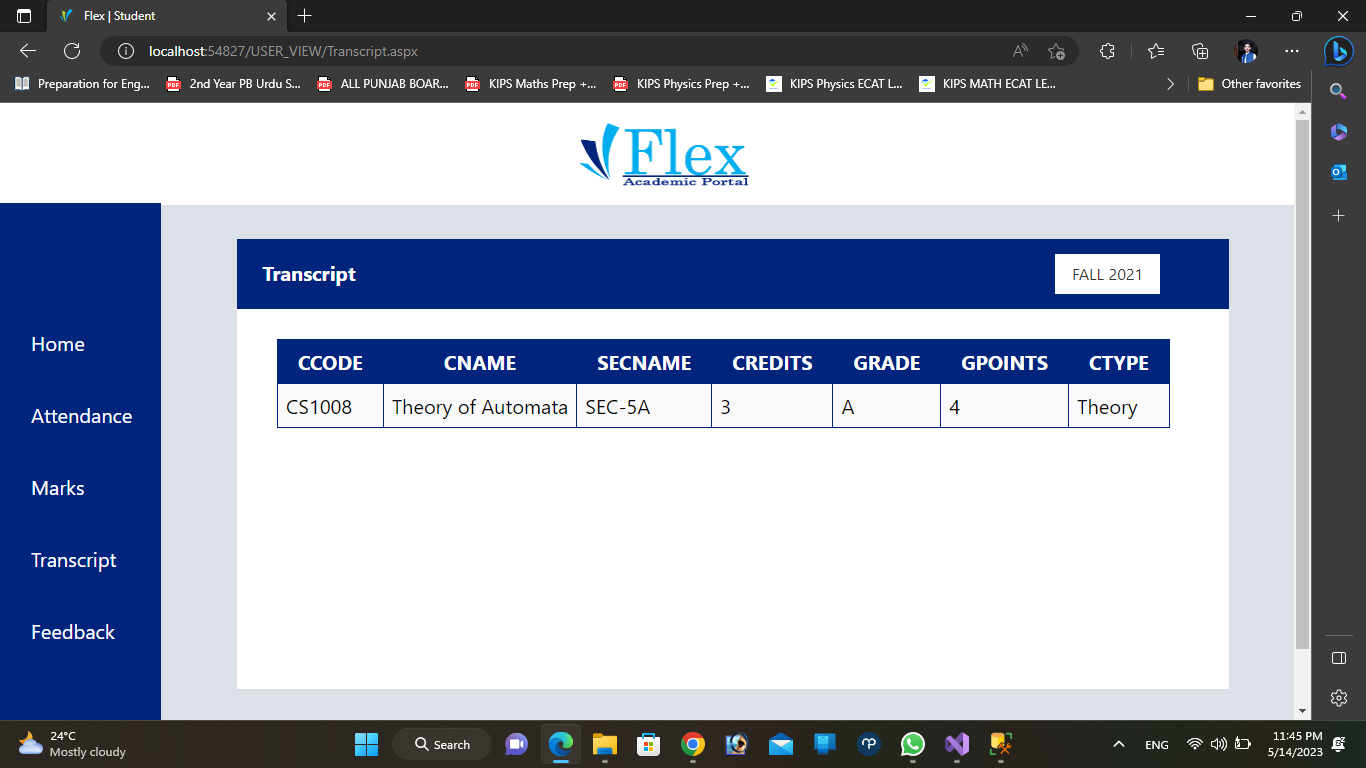 Flex | Student
localhost:54827/USER_VIEW/Transcript.aspx
Preparation for Eng... 2nd Year PB Urdu S... ALL PUNJAB BOAR... KIPS Maths Prep +... KIPS Physics Prep +... KIPS Physics ECAT L... KIPS MATH ECAT LE... Other favorites
Flex
Academic Portal
Home
Attendance
Marks
Transcript
Feedback
Transcript FALL 2021
CCODE CNAME SECNAME CREDITS GRADE GPOINTS CTYPE
CS1008 Theory of Automata SEC-5A 3 A 4 Theory
24°C
Mostly cloudy
Search
ENG
11:45 PM
5/14/2023